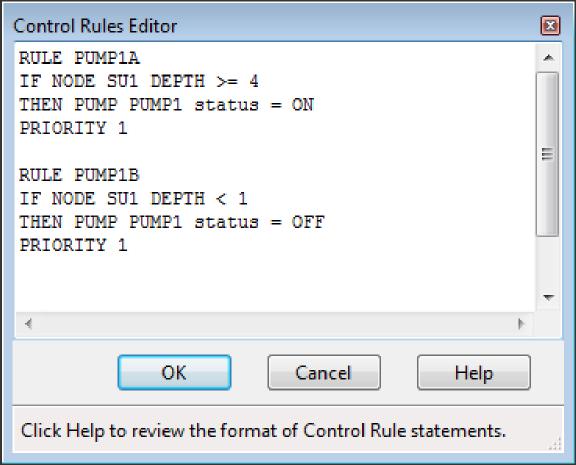 Control Rules Editor
RULE PUMP1A
IF NODE SU1 DEPTH >= 4
THEN PUMP PUMP1 status = ON
PRIORITY 1
RULE PUMP1B
IF NODE SU1 DEPTH < 1
THEN PUMP PUMP1 status = OFF
PRIORITY 1
OK Cancel Help
Click Help to review the format of Control Rule statements.